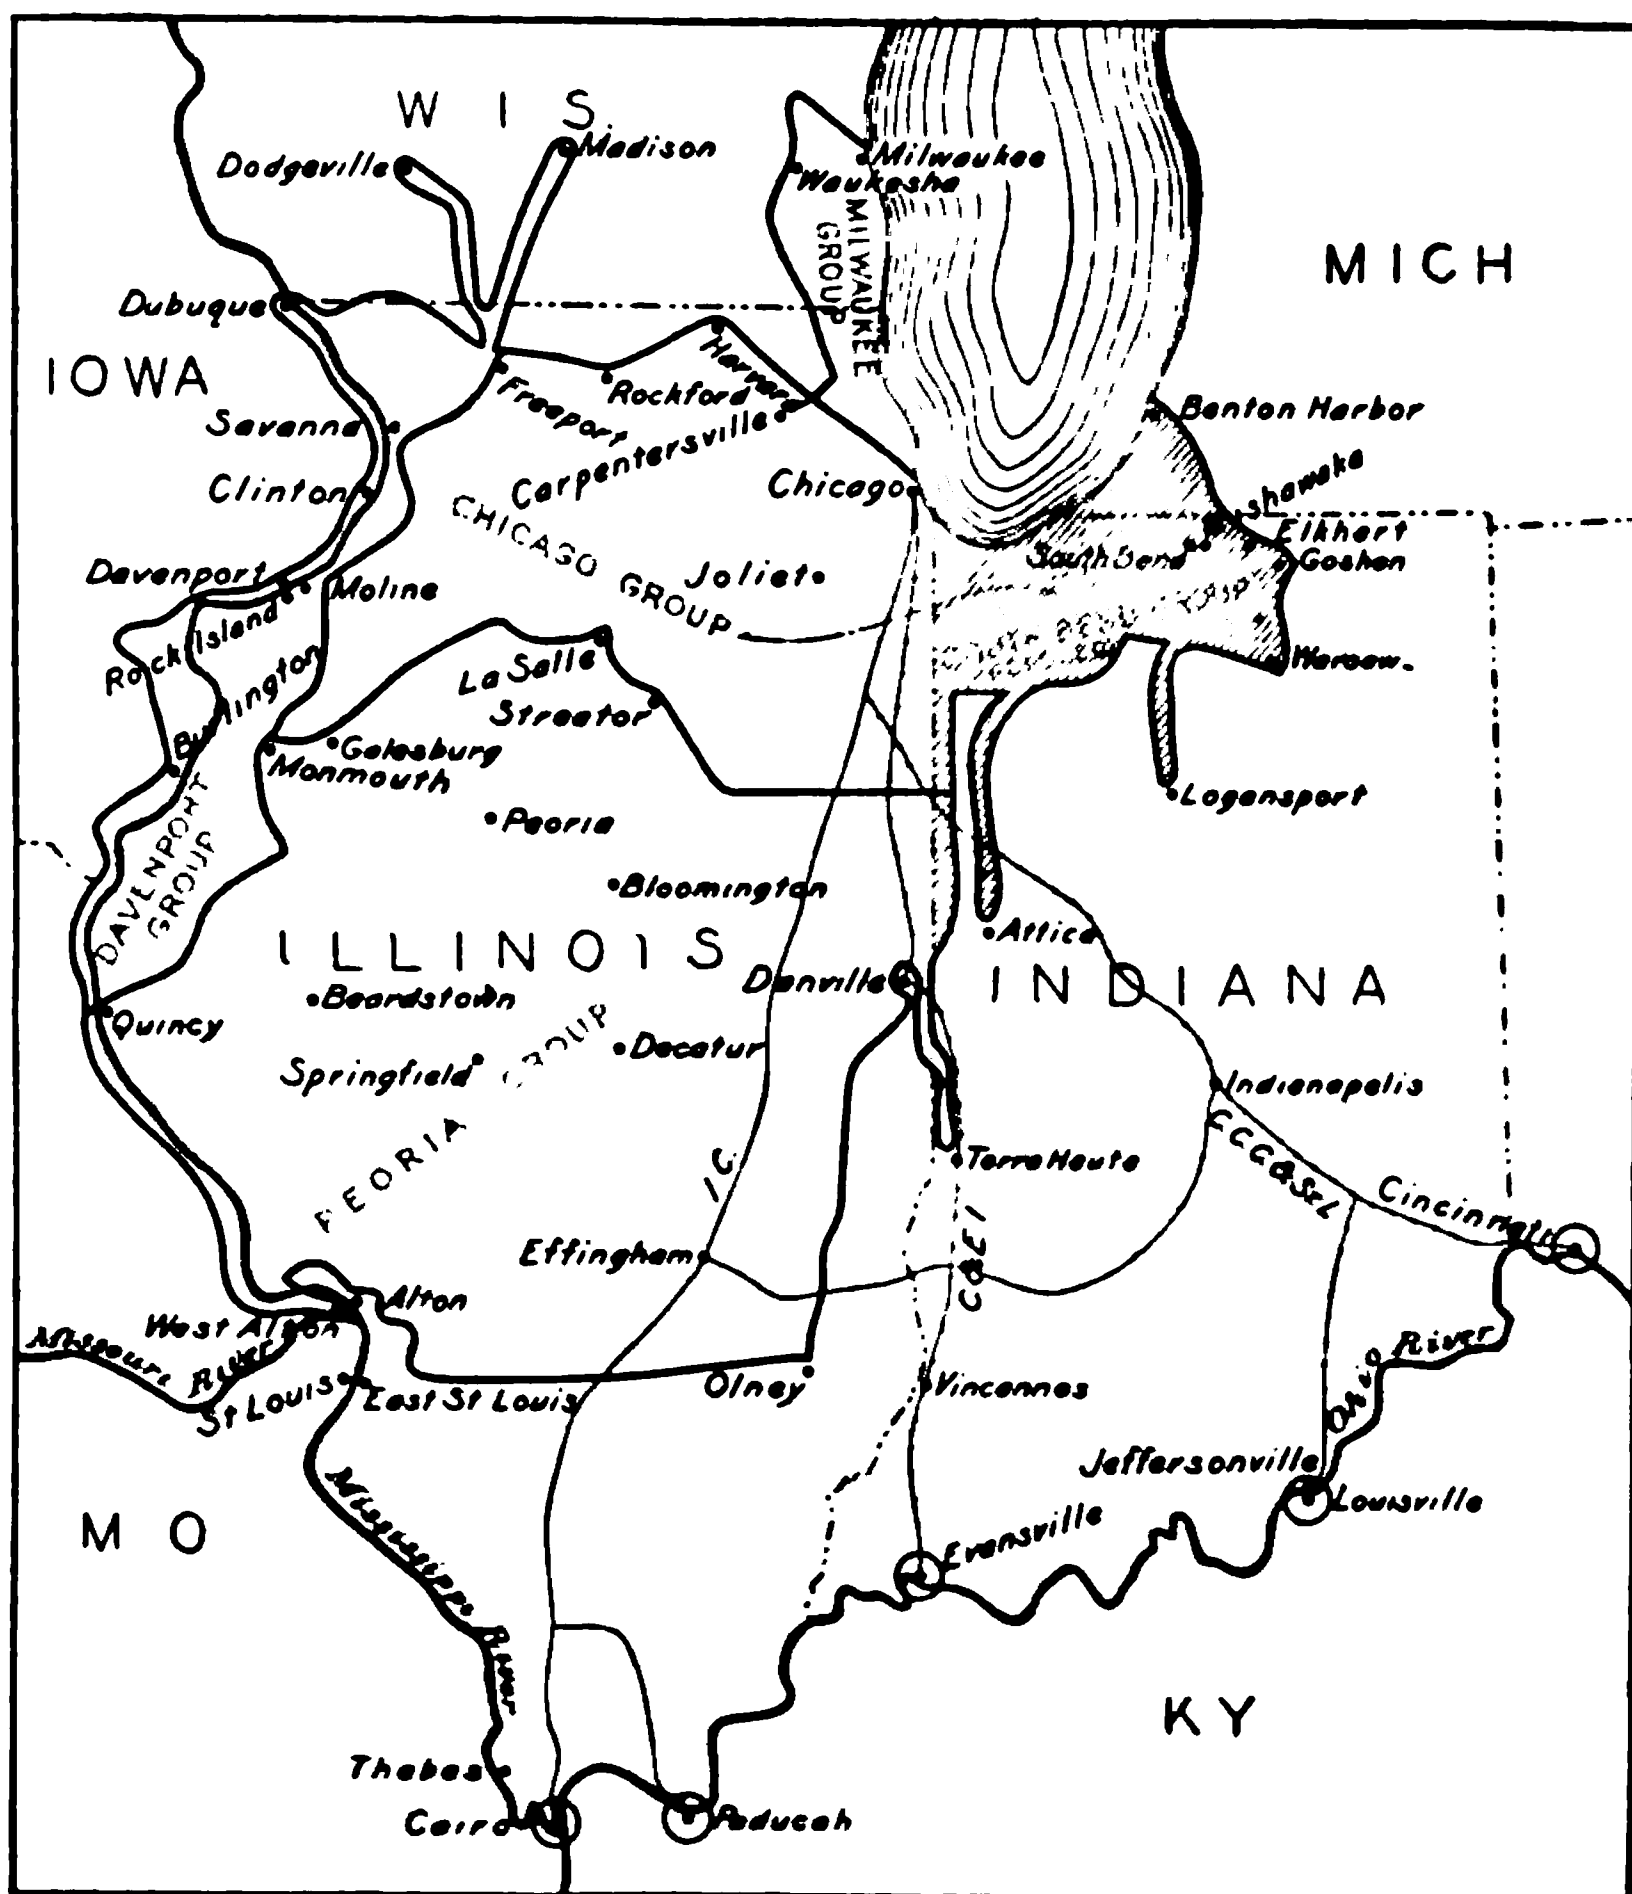 WIS.
Madison
Dodgeville
Milwaukee
Waukesha
MILWAUKEE
GROUP
MICH
Dubuque
IOWA
Harvard
Rockford
Freeport
Carpentersville
Benton Harbor
Savanna
Clinton
Chicago
shawaka
Elkhert
Goshen
South Bend
CHICAGO GROUP
Joliet
Davenport
Moline
Rock Island
Burlington
La Salle
Streator
Warsaw
Galesburg
Monmouth
Logansport
Peoria
DAVENPORT
GROUP
Bloomington
Attica
ILLINOIS
INDIANA
Danville
Beardstown
Quincy
Decatur
Springfield
PEORIA GROUP
Indianapolis
CCC&StL
Terre Haute
IC
C&EI
Cincinnati
Effingham
Alton
West Alton
Missouri River
St Louis
East St Louis
Olney
Vincennes
Ohio River
Jeffersonville
Louisville
Evansville
MO
Mississippi River
KY
Thebes
Cairo
Paducah